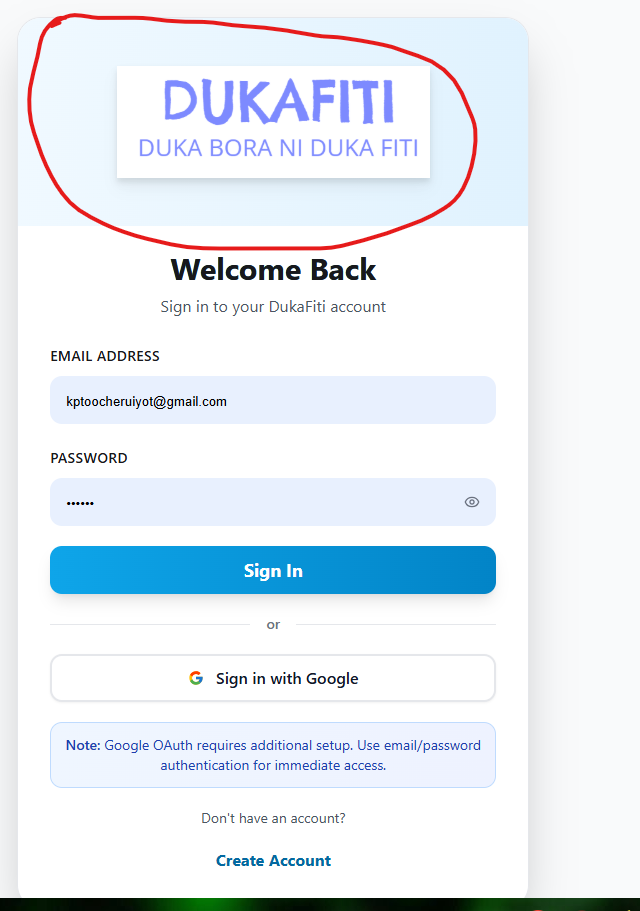 DUKAFITI
DUKA BORA NI DUKA FITI
Welcome Back
Sign in to your DukaFiti account
EMAIL ADDRESS
kptoocheruiyot@gmail.com
PASSWORD
••••••
Sign In
or
Sign in with Google
Note: Google OAuth requires additional setup. Use email/password
authentication for immediate access.
Don't have an account?
Create Account